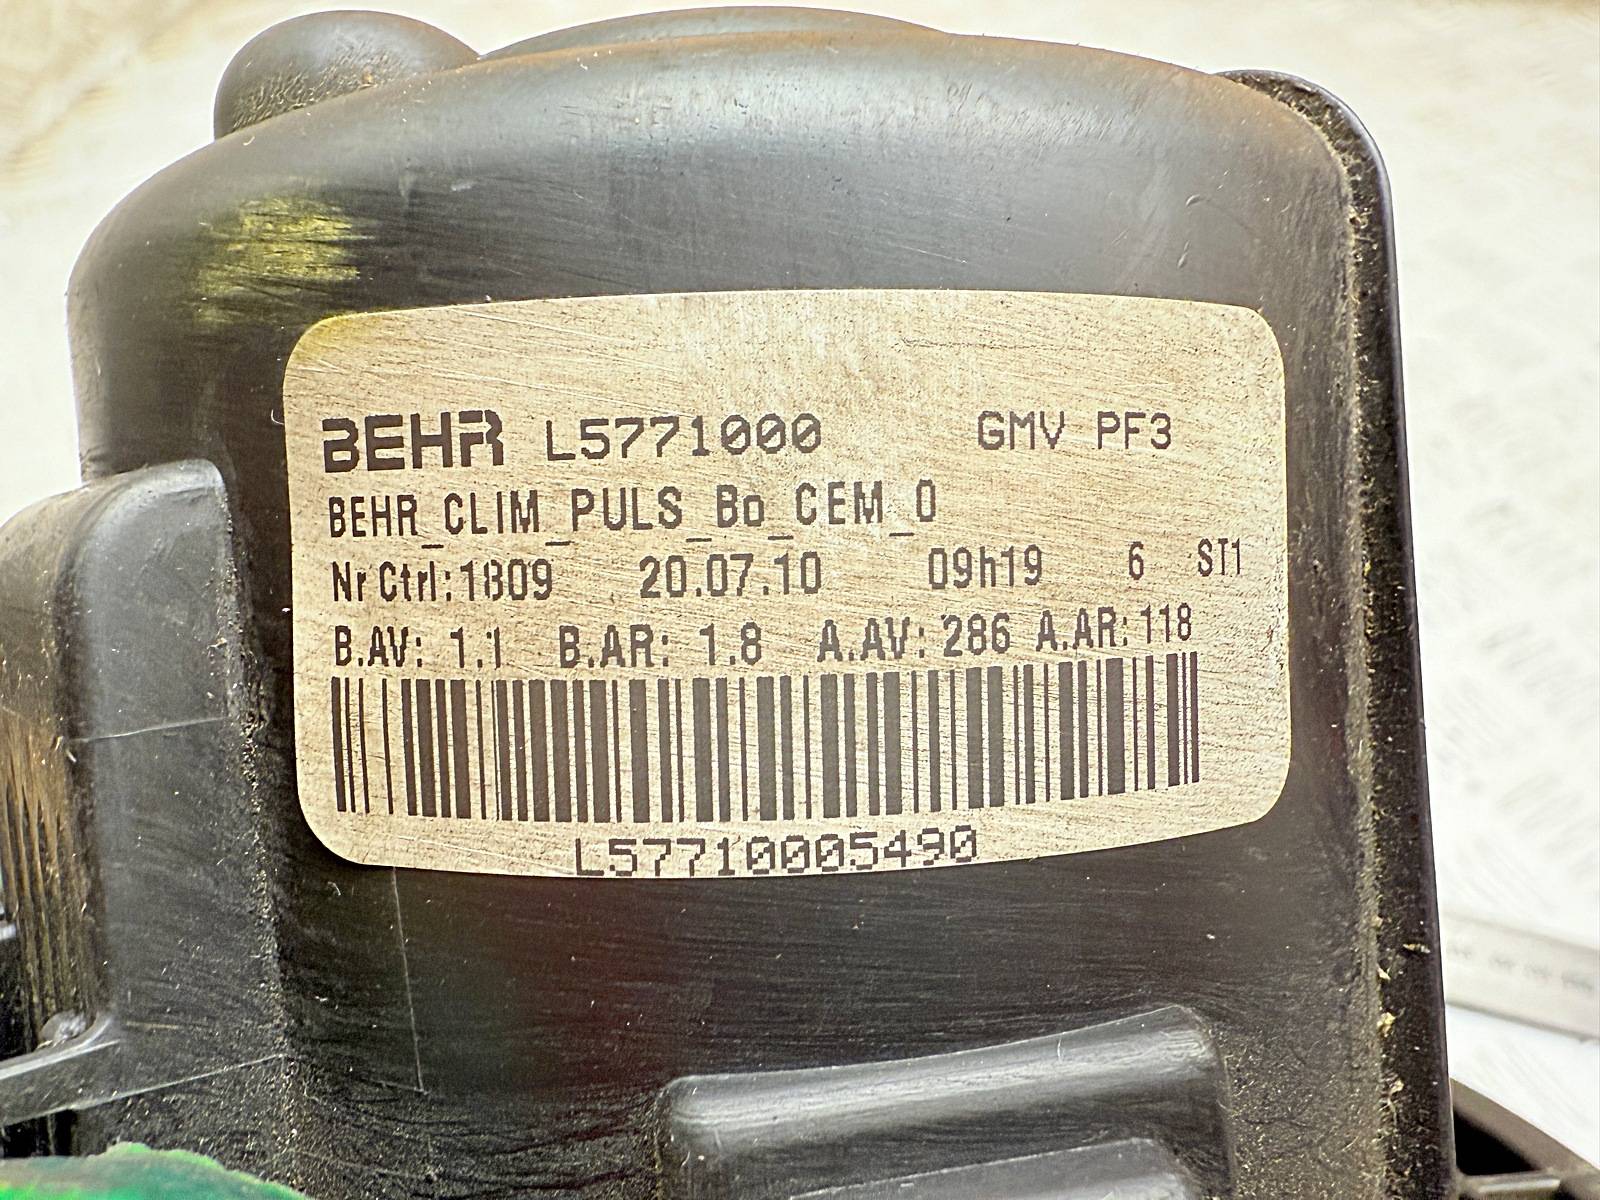 BEHR L5771000 GMV PF3
BEHR_CLIM_PULS_Bo_CEM_0
Nr Ctrl:1809 20.07.10 09h19 6 ST1
B.AV: 1.1 B.AR: 1.8 A.AV: 286 A.AR: 118
L57710005490